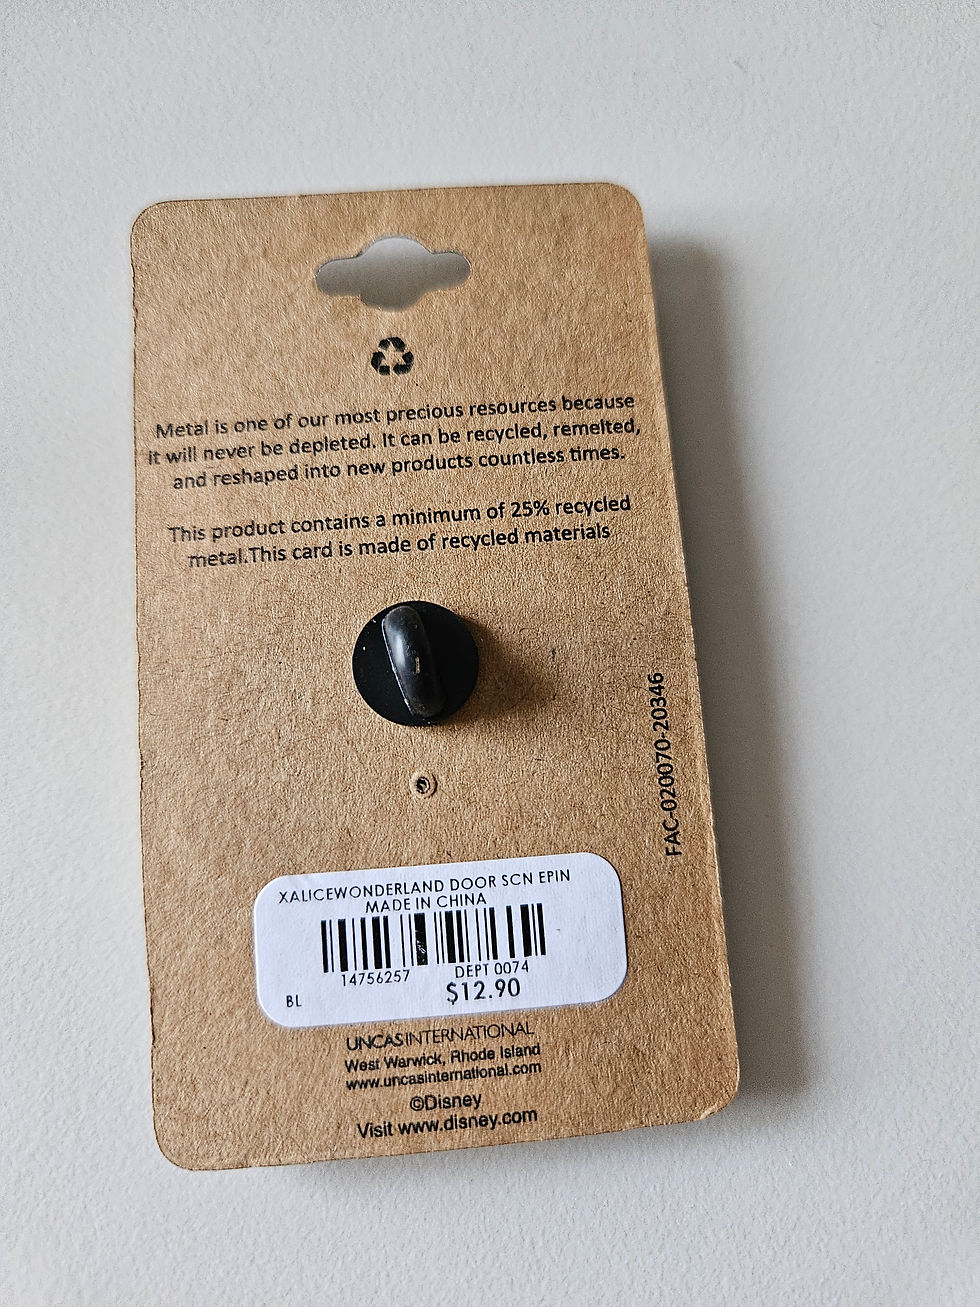 Metal is one of our most precious resources because
it will never be depleted. It can be recycled, remelted,
and reshaped into new products countless times.
This product contains a minimum of 25% recycled
metal.This card is made of recycled materials
FAC-020070-20346
XALICEWONDERLAND DOOR SCN EPIN
MADE IN CHINA
14756257 DEPT 0074
BL $12.90
UNCASINTERNATIONAL
West Warwick, Rhode Island
www.uncasinternational.com
©Disney
Visit www.disney.com